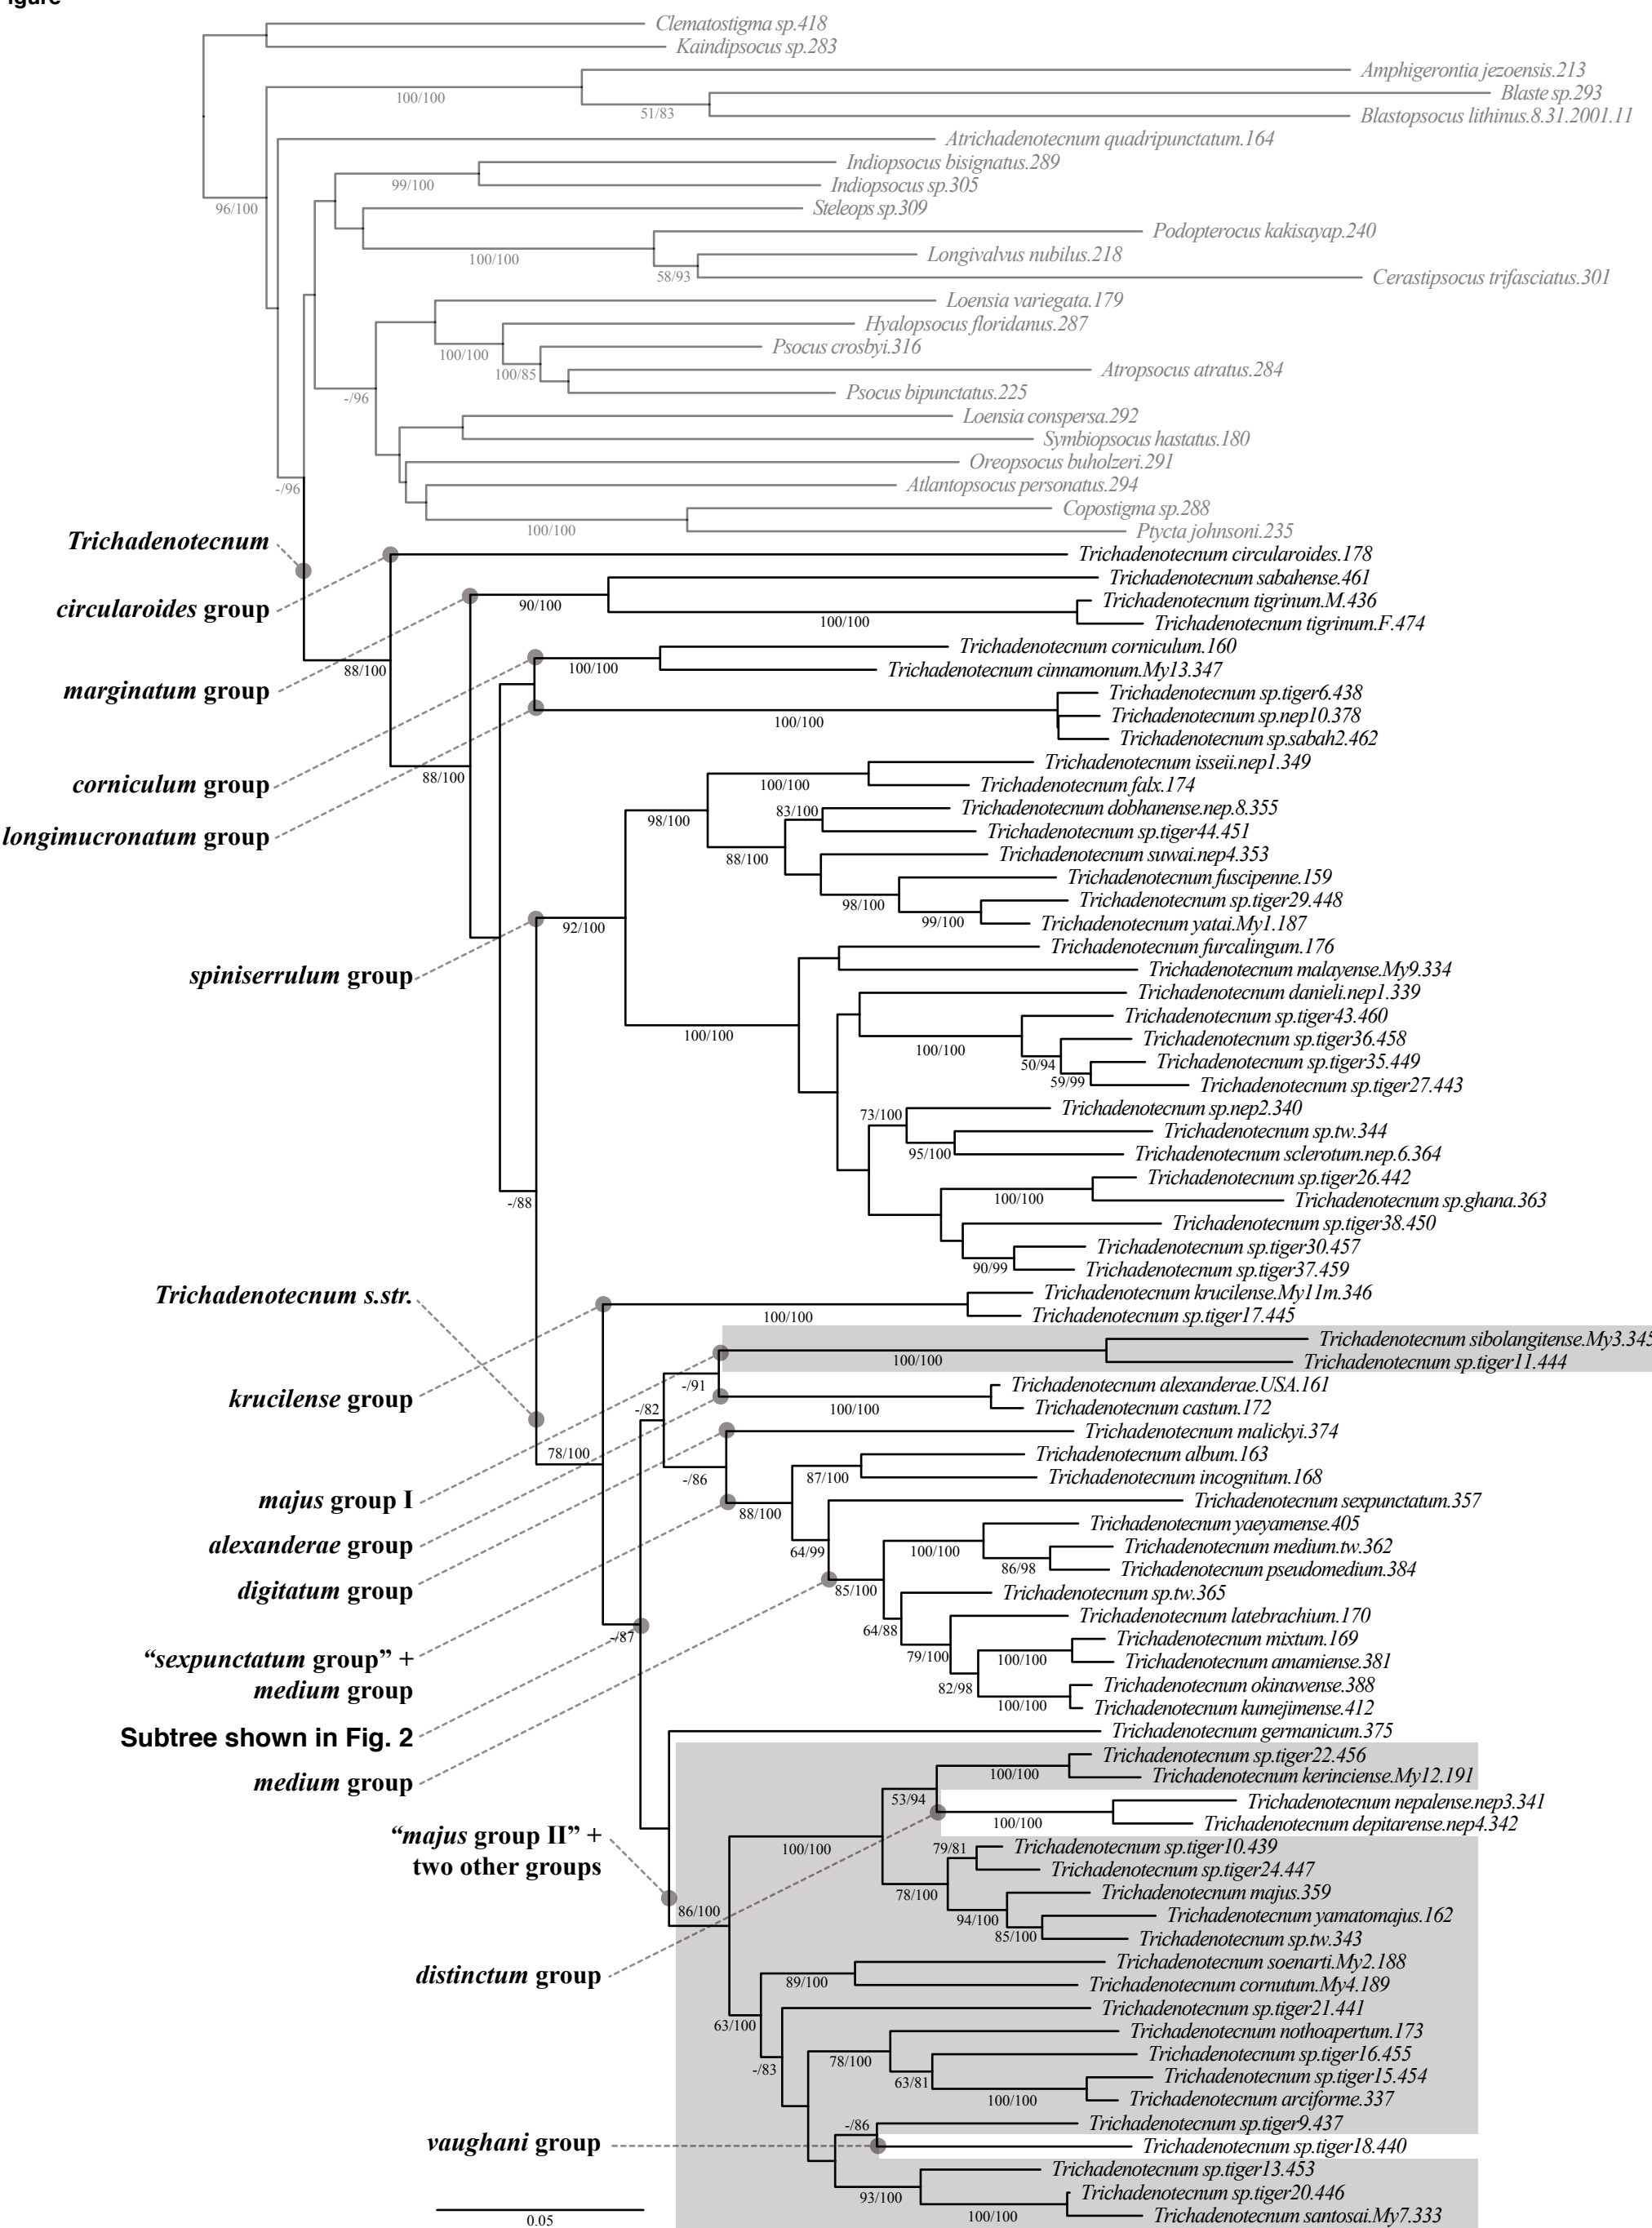 Figure
Clematostigma sp.418
Kaindipsocus sp.283
Amphigerontia jezoensis.213
100/100
Blaste sp.293
51/83
Blastopsocus lithinus.8.31.2001.11
Atrichadenotecnum quadripunctatum.164
Indiopsocus bisignatus.289
99/100
Indiopsocus sp.305
96/100
Steleops sp.309
Podopterocus kakisayap.240
100/100
Longivalvus nubilus.218
58/93
Cerastipsocus trifasciatus.301
Loensia variegata.179
Hyalopsocus floridanus.287
100/100
Psocus crosbyi.316
100/85
Atropsocus atratus.284
-/96
Psocus bipunctatus.225
Loensia conspersa.292
Symbiopsocus hastatus.180
Oreopsocus buholzeri.291
-/96
Atlantopsocus personatus.294
Copostigma sp.288
100/100
Ptycta johnsoni.235
Trichadenotecnum
Trichadenotecnum circularoides.178
circularoides group
Trichadenotecnum sabahense.461
90/100
Trichadenotecnum tigrinum.M.436
100/100
Trichadenotecnum tigrinum.F.474
88/100
marginatum group
Trichadenotecnum corniculum.160
100/100
Trichadenotecnum cinnamonum.My13.347
Trichadenotecnum sp.tiger6.438
100/100
Trichadenotecnum sp.nep10.378
Trichadenotecnum sp.sabah2.462
88/100
corniculum group
Trichadenotecnum isseii.nep1.349
100/100
Trichadenotecnum falx.174
longimucronatum group
98/100
83/100
Trichadenotecnum dobhanense.nep.8.355
Trichadenotecnum sp.tiger44.451
88/100
Trichadenotecnum suwai.nep4.353
Trichadenotecnum fuscipenne.159
98/100
Trichadenotecnum sp.tiger29.448
99/100
Trichadenotecnum yatai.My1.187
92/100
spiniserrulum group
Trichadenotecnum furcalingum.176
Trichadenotecnum malayense.My9.334
Trichadenotecnum danieli.nep1.339
100/100
Trichadenotecnum sp.tiger43.460
100/100
Trichadenotecnum sp.tiger36.458
50/94
Trichadenotecnum sp.tiger35.449
59/99
Trichadenotecnum sp.tiger27.443
73/100
Trichadenotecnum sp.nep2.340
Trichadenotecnum sp.tw.344
95/100
Trichadenotecnum sclerotum.nep.6.364
-/88
Trichadenotecnum sp.tiger26.442
100/100
Trichadenotecnum sp.ghana.363
Trichadenotecnum sp.tiger38.450
Trichadenotecnum sp.tiger30.457
90/99
Trichadenotecnum sp.tiger37.459
Trichadenotecnum s.str.
Trichadenotecnum krucilense.My11m.346
100/100
Trichadenotecnum sp.tiger17.445
Trichadenotecnum sibolangitense.My3.345
100/100
Trichadenotecnum sp.tiger11.444
krucilense group
-/91
Trichadenotecnum alexanderae.USA.161
100/100
Trichadenotecnum castum.172
-/82
Trichadenotecnum malickyi.374
78/100
Trichadenotecnum album.163
-/86
87/100
Trichadenotecnum incognitum.168
majus group I
88/100
Trichadenotecnum sexpunctatum.357
alexanderae group
64/99
Trichadenotecnum yaeyamense.405
100/100
Trichadenotecnum medium.tw.362
86/98
Trichadenotecnum pseudomedium.384
digitatum group
85/100
Trichadenotecnum sp.tw.365
-/87
64/88
Trichadenotecnum latebrachium.170
“sexpunctatum group” +
medium group
79/100
Trichadenotecnum mixtum.169
100/100
Trichadenotecnum amamiense.381
82/98
Trichadenotecnum okinawense.388
100/100
Trichadenotecnum kumejimense.412
Subtree shown in Fig. 2
Trichadenotecnum germanicum.375
medium group
Trichadenotecnum sp.tiger22.456
100/100
Trichadenotecnum kerinciense.My12.191
53/94
Trichadenotecnum nepalense.nep3.341
100/100
Trichadenotecnum depitarense.nep4.342
“majus group II” +
two other groups
100/100
79/81
Trichadenotecnum sp.tiger10.439
Trichadenotecnum sp.tiger24.447
78/100
Trichadenotecnum majus.359
86/100
94/100
Trichadenotecnum yamatomajus.162
85/100
Trichadenotecnum sp.tw.343
distinctum group
Trichadenotecnum soenarti.My2.188
89/100
Trichadenotecnum cornutum.My4.189
63/100
Trichadenotecnum sp.tiger21.441
Trichadenotecnum nothoapertum.173
-/83
78/100
Trichadenotecnum sp.tiger16.455
63/81
Trichadenotecnum sp.tiger15.454
100/100
Trichadenotecnum arciforme.337
-/86
Trichadenotecnum sp.tiger9.437
vaughani group
Trichadenotecnum sp.tiger18.440
Trichadenotecnum sp.tiger13.453
93/100
Trichadenotecnum sp.tiger20.446
100/100
Trichadenotecnum santosai.My7.333
0.05